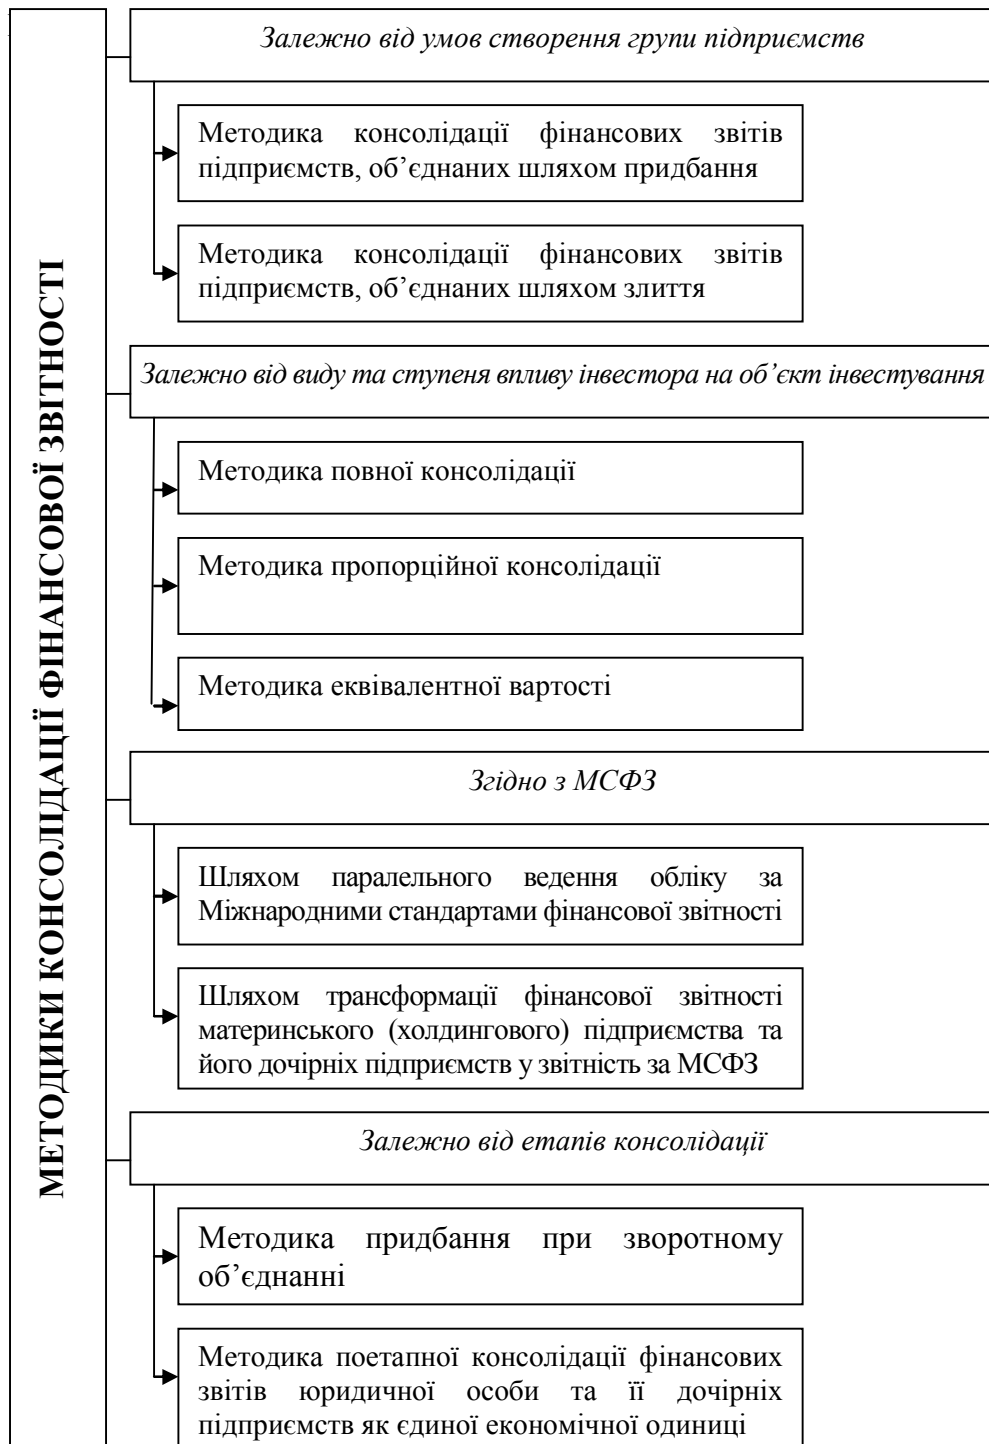 МЕТОДИКИ КОНСОЛІДАЦІЇ ФІНАНСОВОЇ ЗВІТНОСТІ
Залежно від умов створення групи підприємств
Методика консолідації фінансових звітів
підприємств, об’єднаних шляхом придбання
Методика консолідації фінансових звітів
підприємств, об’єднаних шляхом злиття
Залежно від виду та ступеня впливу інвестора на об’єкт інвестування
Методика повної консолідації
Методика пропорційної консолідації
Методика еквівалентної вартості
Згідно з МСФЗ
Шляхом паралельного ведення обліку за
Міжнародними стандартами фінансової звітності
Шляхом трансформації фінансової звітності
материнського (холдингового) підприємства та
його дочірніх підприємств у звітність за МСФЗ
Залежно від етапів консолідації
Методика придбання при зворотному
об’єднанні
Методика поетапної консолідації фінансових
звітів юридичної особи та її дочірніх
підприємств як єдиної економічної одиниці